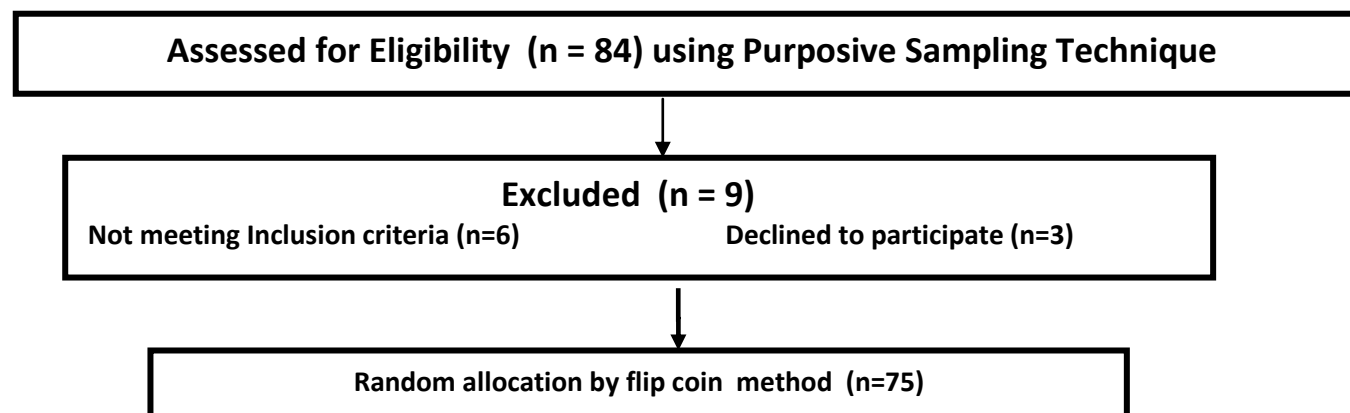 Assessed for Eligibility (n = 84) using Purposive Sampling Technique
Excluded (n = 9)
Not meeting Inclusion criteria (n=6) Declined to participate (n=3)
Random allocation by flip coin method (n=75)